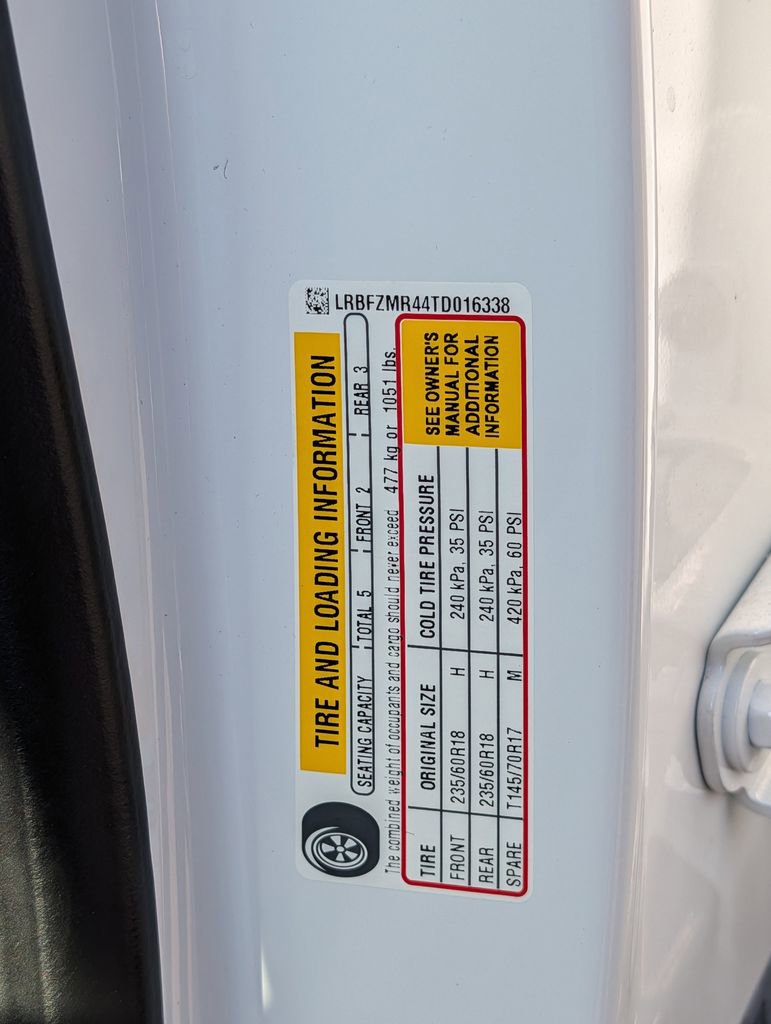 LRBFZMR44TD016338
TIRE AND LOADING INFORMATION
SEATING CAPACITY TOTAL 5 FRONT 2 REAR 3
The combined weight of occupants and cargo should never exceed 477 kg or 1051 lbs.
TIRE ORIGINAL SIZE COLD TIRE PRESSURE
FRONT 235/60R18 H 240 kPa, 35 PSI
REAR 235/60R18 H 240 kPa, 35 PSI
SPARE T145/70R17 M 420 kPa, 60 PSI
SEE OWNER'S
MANUAL FOR
ADDITIONAL
INFORMATION